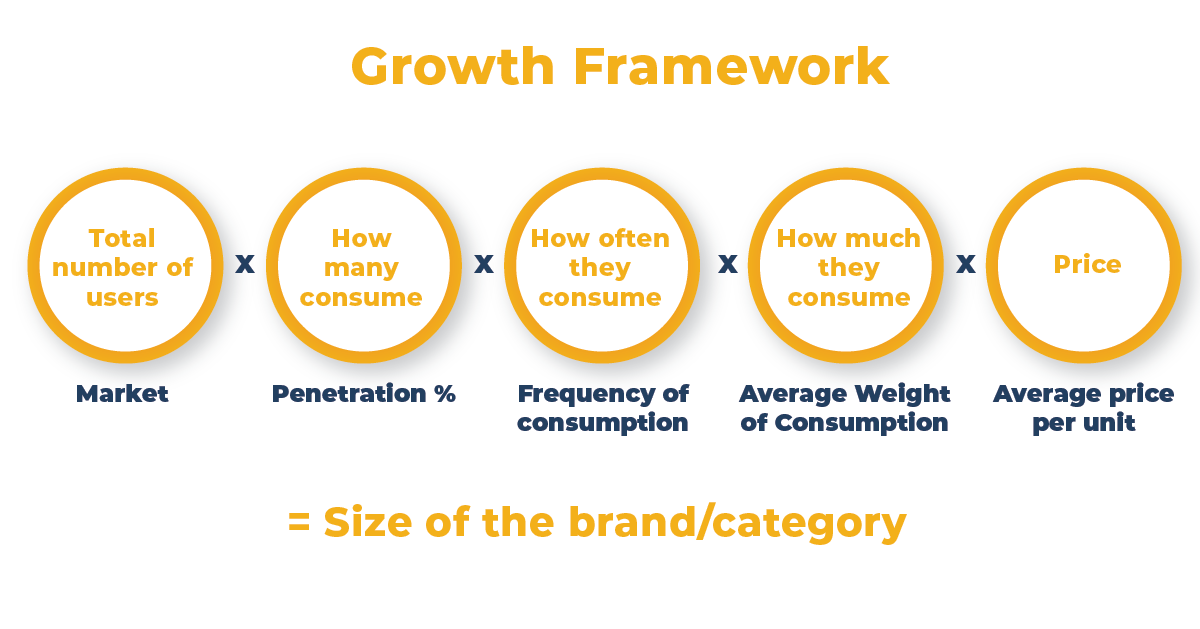 Growth Framework
Total
number of
users
x
How
many
consume
x
How often
they
consume
x
How much
they
consume
x
Price
Market
Penetration %
Frequency of
consumption
Average Weight
of Consumption
Average price
per unit
= Size of the brand/category